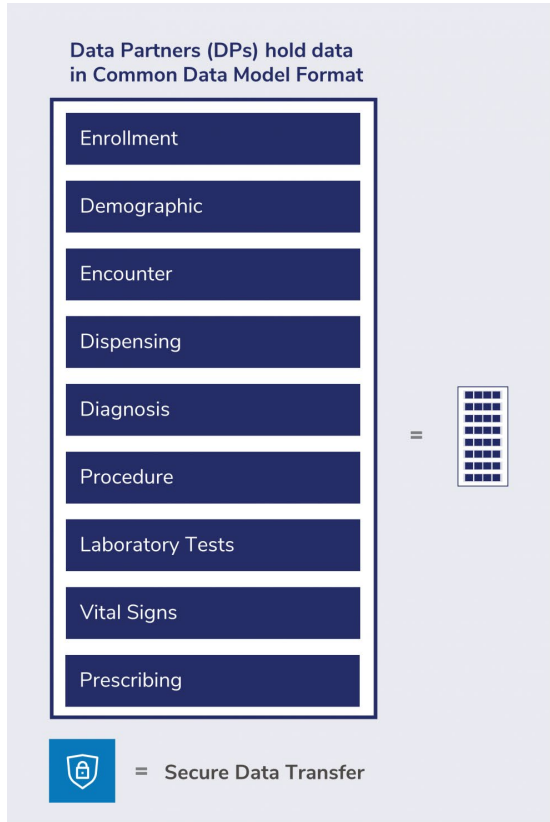 Data Partners (DPs) hold data
in Common Data Model Format
Enrollment
Demographic
Encounter
Dispensing
Diagnosis
=
Procedure
Laboratory Tests
Vital Signs
Prescribing
= Secure Data Transfer